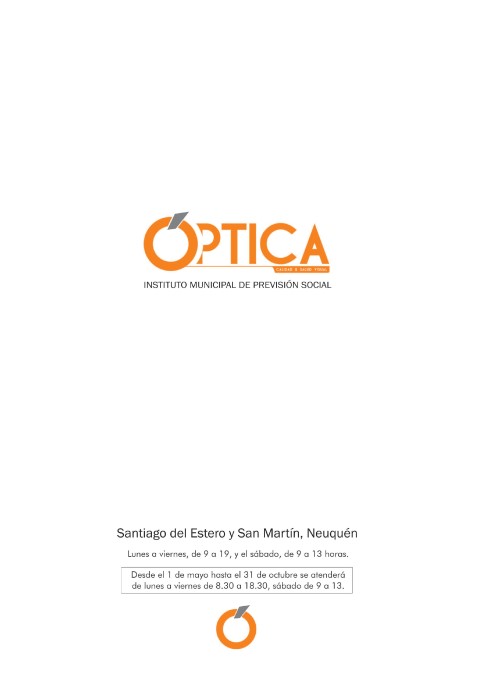 ÓPTICA
INSTITUTO MUNICIPAL DE PREVISIÓN SOCIAL
Santiago del Estero y San Martín, Neuquén
Lunes a viernes, de 9 a 19, y el sábado, de 9 a 13 horas.
Desde el 1 de mayo hasta el 31 de octubre se atenderá
de lunes a viernes de 8.30 a 18.30, sábado de 9 a 13.